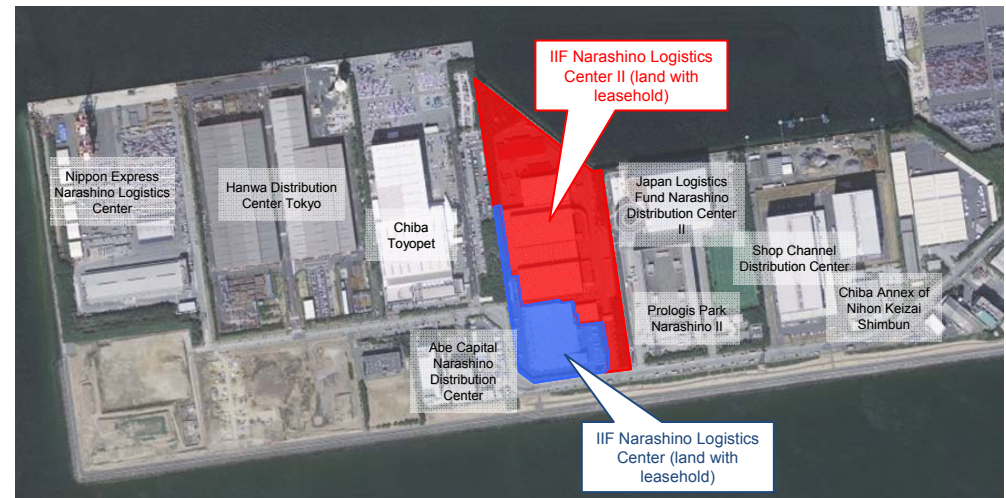 IIF Narashino Logistics
Center II (land with
leasehold)
Nippon Express
Narashino Logistics
Center
Hanwa Distribution
Center Tokyo
Chiba
Toyopet
Japan Logistics
Fund Narashino
Distribution Center
II
Shop Channel
Distribution Center
Chiba Annex of
Nihon Keizai
Shimbun
Prologis Park
Narashino II
Abe Capital
Narashino
Distribution
Center
IIF Narashino Logistics
Center (land with
leasehold)